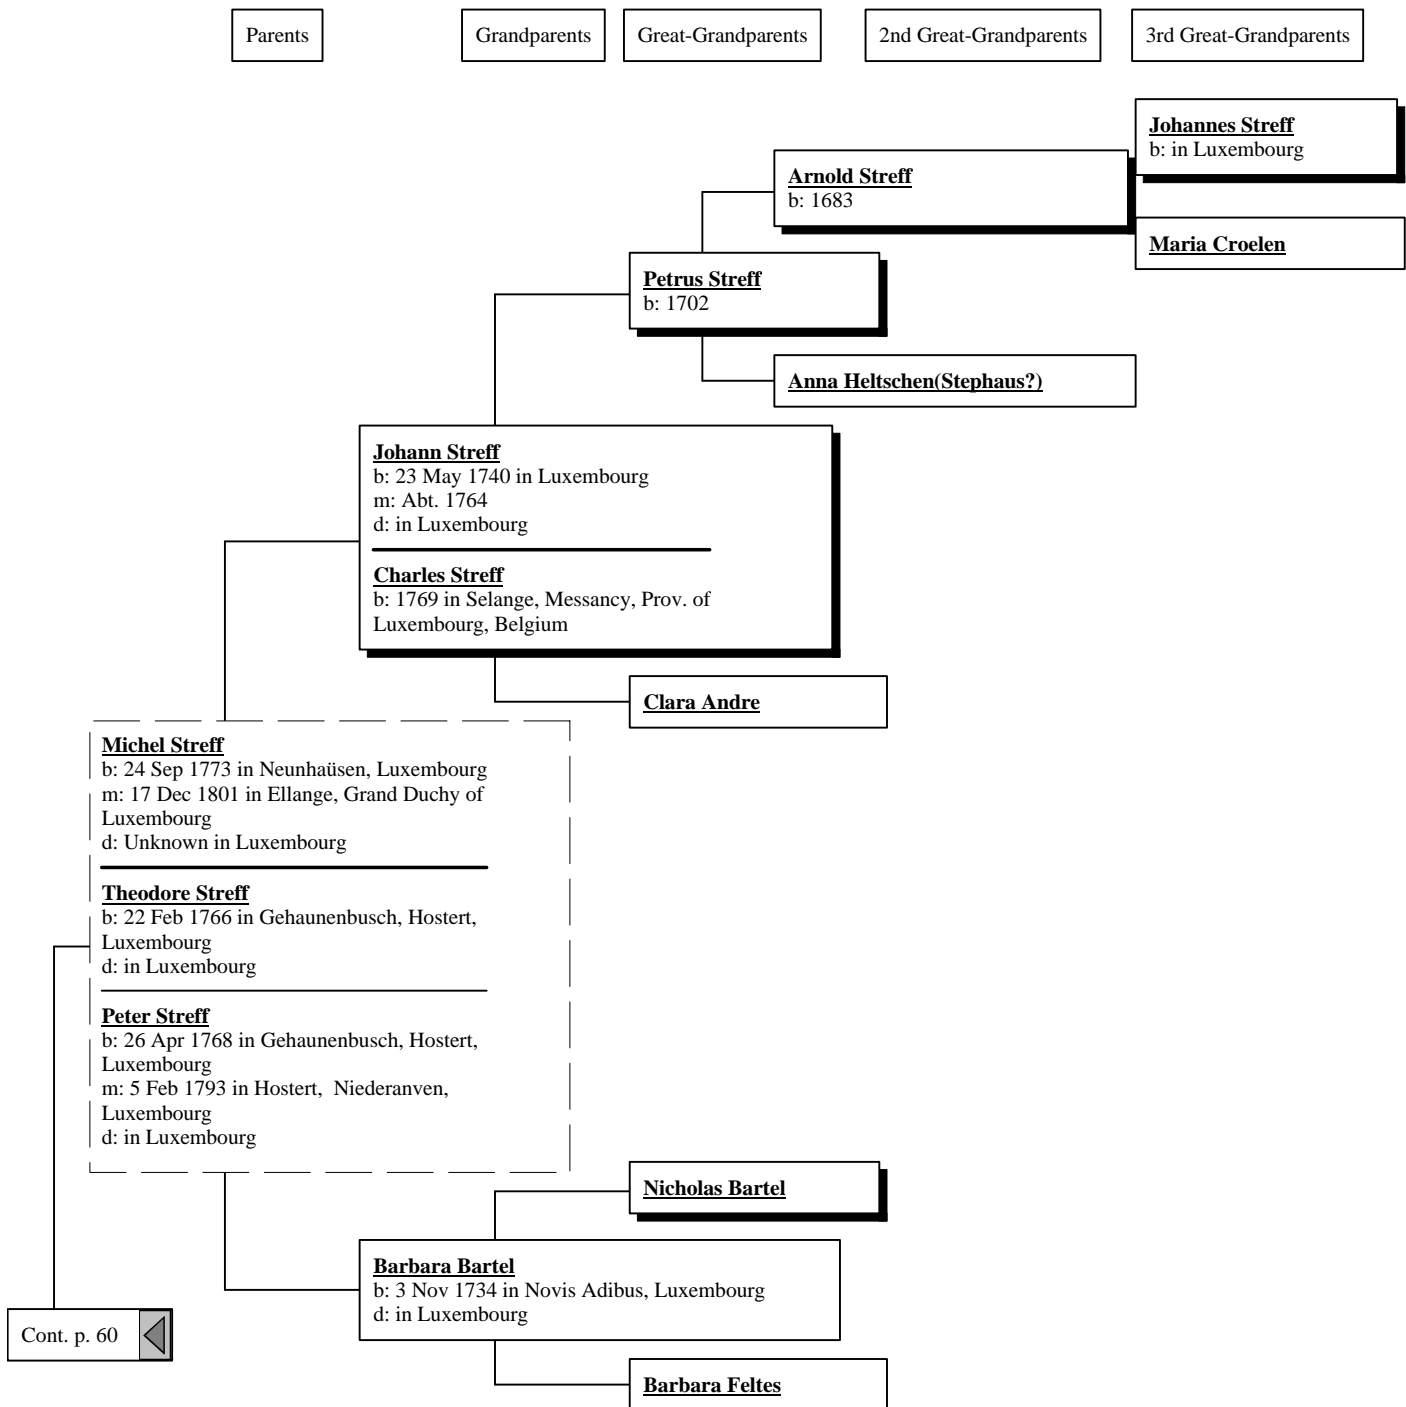 Parents
Grandparents
Great-Grandparents
2nd Great-Grandparents
3rd Great-Grandparents
Johannes Streff
b: in Luxembourg
Arnold Streff
b: 1683
Maria Croelen
Petrus Streff
b: 1702
Anna Heltschen(Stephaus?)
Johann Streff
b: 23 May 1740 in Luxembourg
m: Abt. 1764
d: in Luxembourg
Charles Streff
b: 1769 in Selange, Messancy, Prov. of
Luxembourg, Belgium
Clara Andre
Michel Streff
b: 24 Sep 1773 in Neunhaüsen, Luxembourg
m: 17 Dec 1801 in Ellange, Grand Duchy of
Luxembourg
d: Unknown in Luxembourg
Theodore Streff
b: 22 Feb 1766 in Gehaunenbusch, Hostert,
Luxembourg
d: in Luxembourg
Peter Streff
b: 26 Apr 1768 in Gehaunenbusch, Hostert,
Luxembourg
m: 5 Feb 1793 in Hostert,  Niederanven,
Luxembourg
d: in Luxembourg
Nicholas Bartel
Barbara Bartel
b: 3 Nov 1734 in Novis Adibus, Luxembourg
d: in Luxembourg
Cont. p. 60
Barbara Feltes